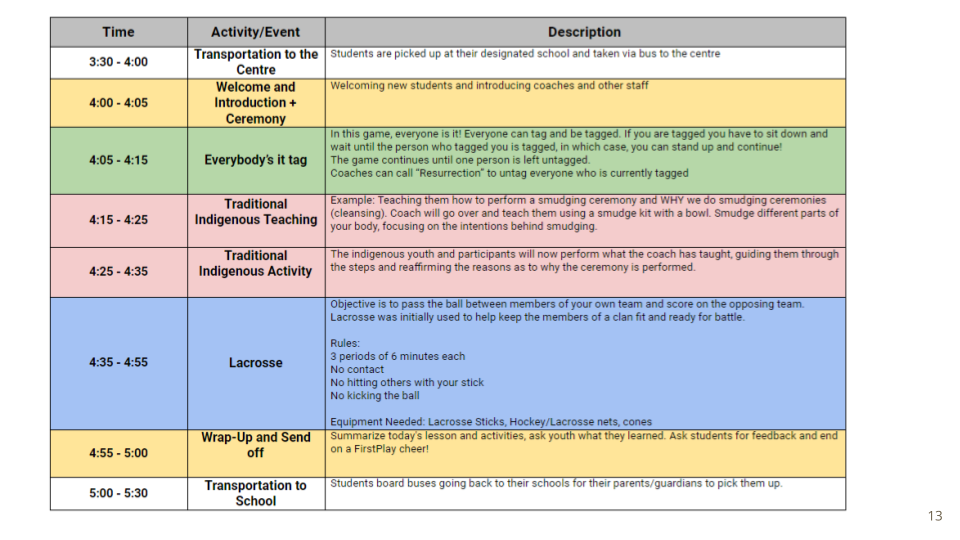 Time Activity/Event Description
3:30 - 4:00
Transportation to the
Centre
Students are picked up at their designated school and taken via bus to the centre
4:00 - 4:05
Welcome and
Introduction +
Ceremony
Welcoming new students and introducing coaches and other staff
4:05 - 4:15
Everybody's it tag
In this game, everyone is it! Everyone can tag and be tagged. If you are tagged you have to sit down and
wait until the person who tagged you is tagged, in which case, you can stand up and continue!
The game continues until one person is left untagged.
Coaches can call "Resurrection" to untag everyone who is currently tagged
4:15 - 4:25
Traditional
Indigenous Teaching
Example: Teaching them how to perform a smudging ceremony and WHY we do smudging ceremonies
(cleansing). Coach will go over and teach them using a smudge kit with a bowl. Smudge different parts of
your body, focusing on the intentions behind smudging.
4:25 - 4:35
Traditional
Indigenous Activity
The indigenous youth and participants will now perform what the coach has taught, guiding them through
the steps and reaffirming the reasons as to why the ceremony is performed.
4:35 - 4:55
Lacrosse
Objective is to pass the ball between members of your own team and score on the opposing team.
Lacrosse was initially used to help keep the members of a clan fit and ready for battle.
Rules:
3 periods of 6 minutes each
No contact
No hitting others with your stick
No kicking the ball
Equipment Needed: Lacrosse Sticks, Hockey/Lacrosse nets, cones
4:55 - 5:00
Wrap-Up and Send
off
Summarize today's lesson and activities, ask youth what they learned. Ask students for feedback and end
on a FirstPlay cheer!
5:00 - 5:30
Transportation to
School
Students board buses going back to their schools for their parents/guardians to pick them up.
13